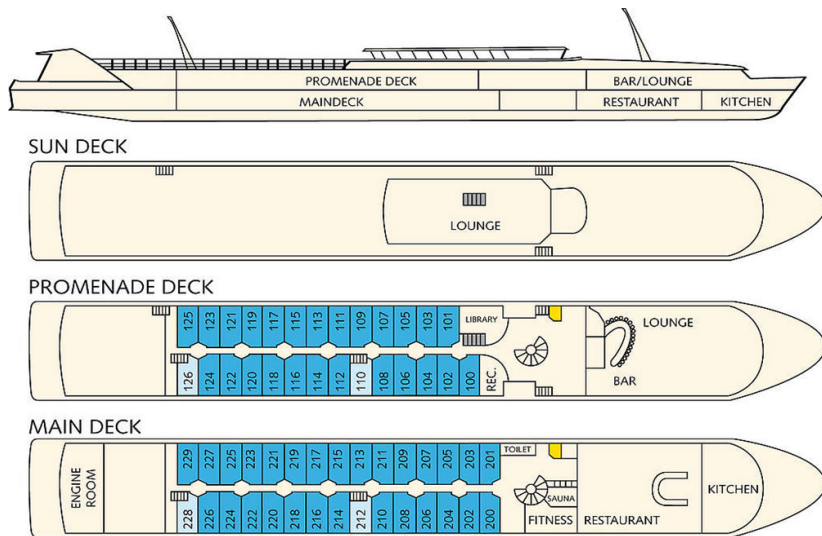 PROMENADE DECK BAR/LOUNGE
MAINDECK RESTAURANT KITCHEN
SUN DECK
LOUNGE
PROMENADE DECK
125 123 121 119 117 115 113 111 109 107 105 103 101 LIBRARY LOUNGE
126 124 122 120 118 116 114 112 110 108 106 104 102 100 REC. BAR
MAIN DECK
ENGINE
ROOM
229 227 225 223 221 219 217 215 213 211 209 207 205 203 201 TOILET
KITCHEN
SAUNA
228 226 224 222 220 218 216 214 212 210 208 206 204 202 200 FITNESS RESTAURANT